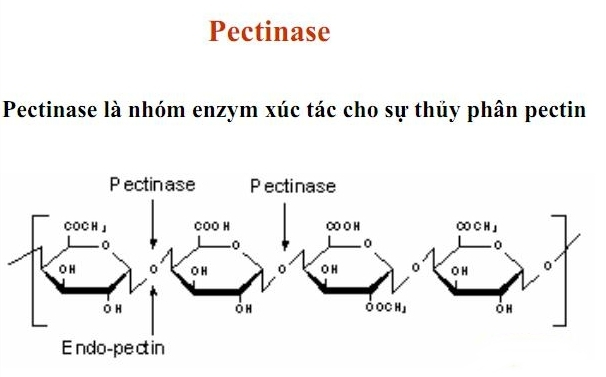 Pectinase
Pectinase là nhóm enzym xúc tác cho sự thủy phân pectin
Pectinase Pectinase
COCH3 COOH COOH COCH3
O O O O
OH O OH O OH O OH O
OH OH OOCH3 OH
Endo-pectin